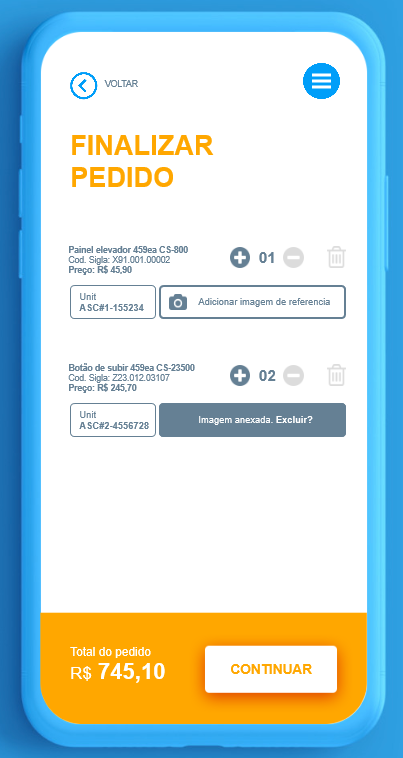 VOLTAR
FINALIZAR
PEDIDO
Painel elevador 459ea CS-800
Cod. Sigla: X91.001.00002
Preço: R$ 45,90
01
Unit
ASC#1-155234
Adicionar imagem de referencia
Botão de subir 459ea CS-23500
Cod. Sigla: Z23.012.03107
Preço: R$ 245,70
02
Unit
ASC#2-4556728
Imagem anexada. Excluir?
Total do pedido
R$ 745,10
CONTINUAR